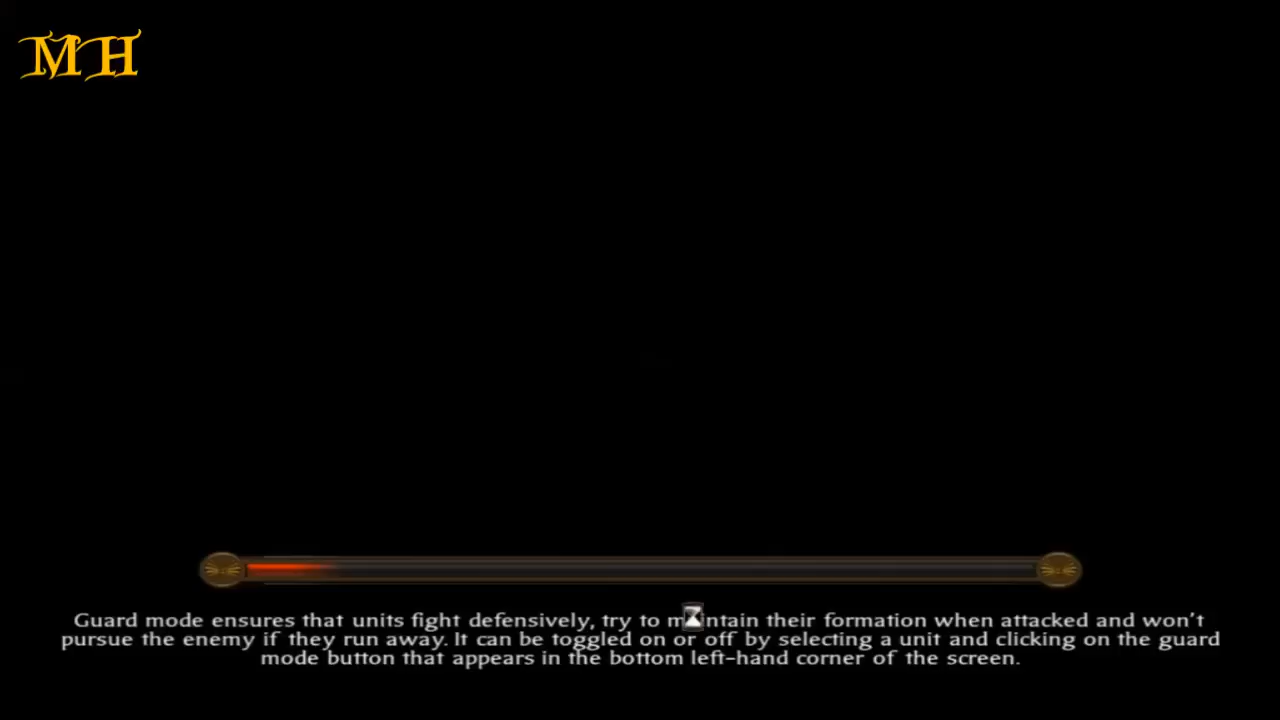 MH
Guard mode ensures that units fight defensively, try to maintain their formation when attacked and won't
pursue the enemy if they run away. It can be toggled on or off by selecting a unit and clicking on the guard
mode button that appears in the bottom left-hand corner of the screen.